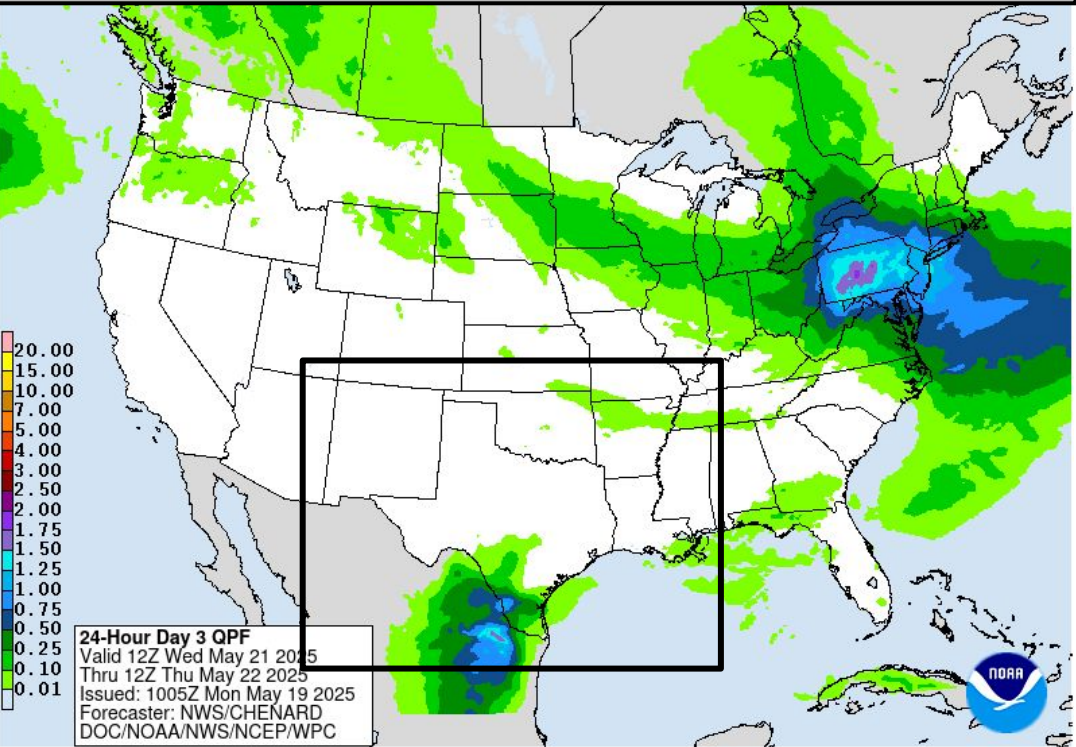 20.00
15.00
10.00
7.00
5.00
4.00
3.00
2.50
2.00
1.75
1.50
1.25
1.00
0.75
0.50
0.25
0.10
0.01
24-Hour Day 3 QPF
Valid 12Z Wed May 21 2025
Thru 12Z Thu May 22 2025
Issued: 1005Z Mon May 19 2025
Forecaster: NWS/CHENARD
DOC/NOAA/NWS/NCEP/WPC
NOAA